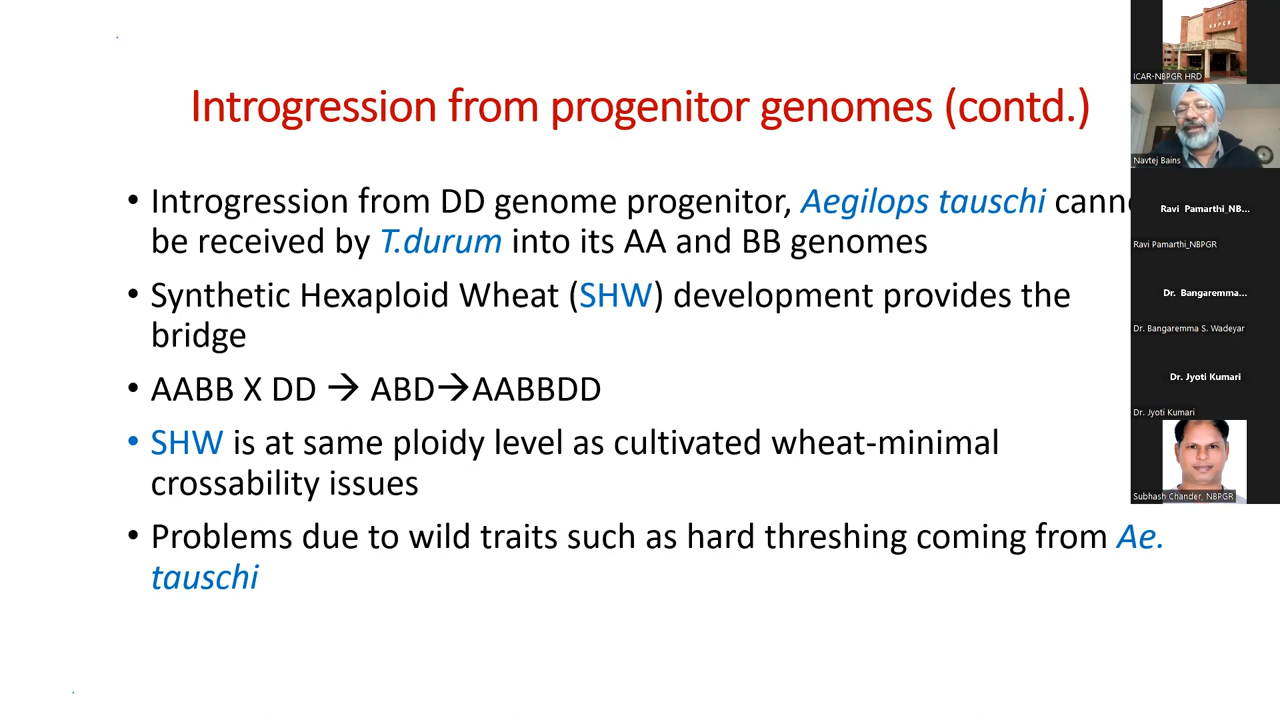 Introgression from progenitor genomes (contd.)
• Introgression from DD genome progenitor, Aegilops tauschi
be received by T.durum into its AA and BB genomes
• Synthetic Hexaploid Wheat (SHW) development provides the
bridge
• AABB X DD → ABD→AABBDD
• SHW is at same ploidy level as cultivated wheat-minimal
crossability issues
• Problems due to wild traits such as hard threshing coming from Ae.
tauschi
ICAR-NBPGR HRD
Navtej Bains
Ravi Pamarthi_NB...
Ravi Pamarthi_NBPGR
Dr. Bangaremma...
Dr. Bangaremma S. Wadeyar
Dr. Jyoti Kumari
Dr. Jyoti Kumari
Subhash Chander, NBPGR